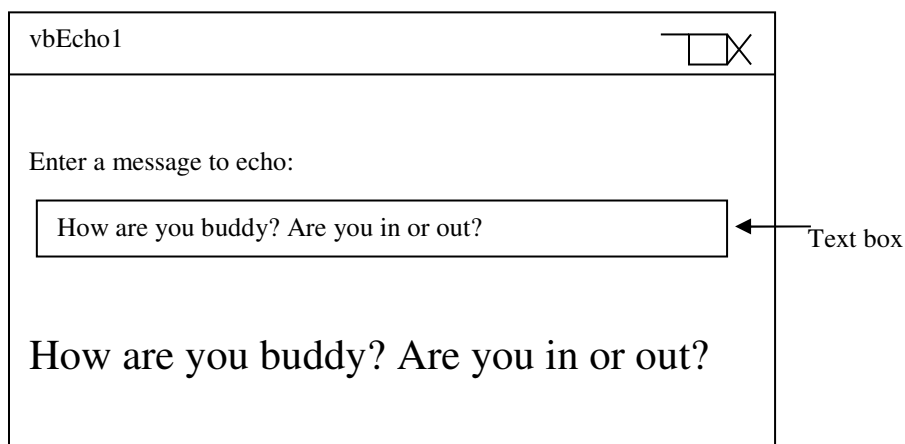 vbEcho1
Enter a message to echo:
How are you buddy? Are you in or out?
Text box
How are you buddy? Are you in or out?